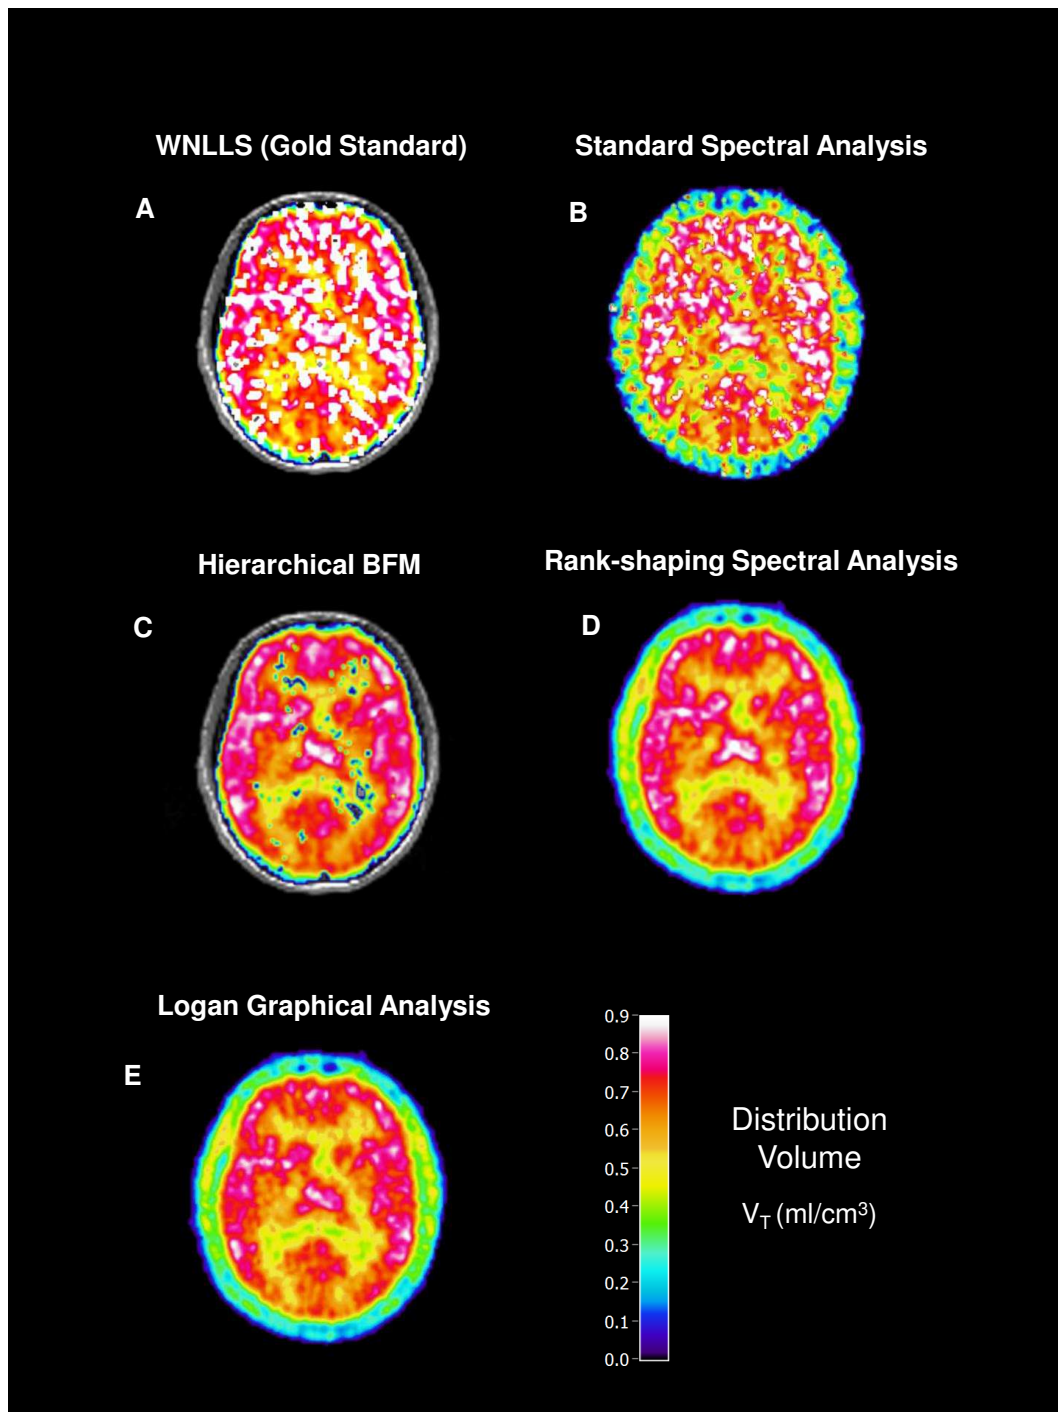 WNLLS (Gold Standard)
Standard Spectral Analysis
A
B
Hierarchical BFM
Rank-shaping Spectral Analysis
C
D
Logan Graphical Analysis
E
0.9
0.8
0.7
0.6
0.5
0.4
0.3
0.2
0.1
0.0
Distribution
Volume
V_T (ml/cm³)